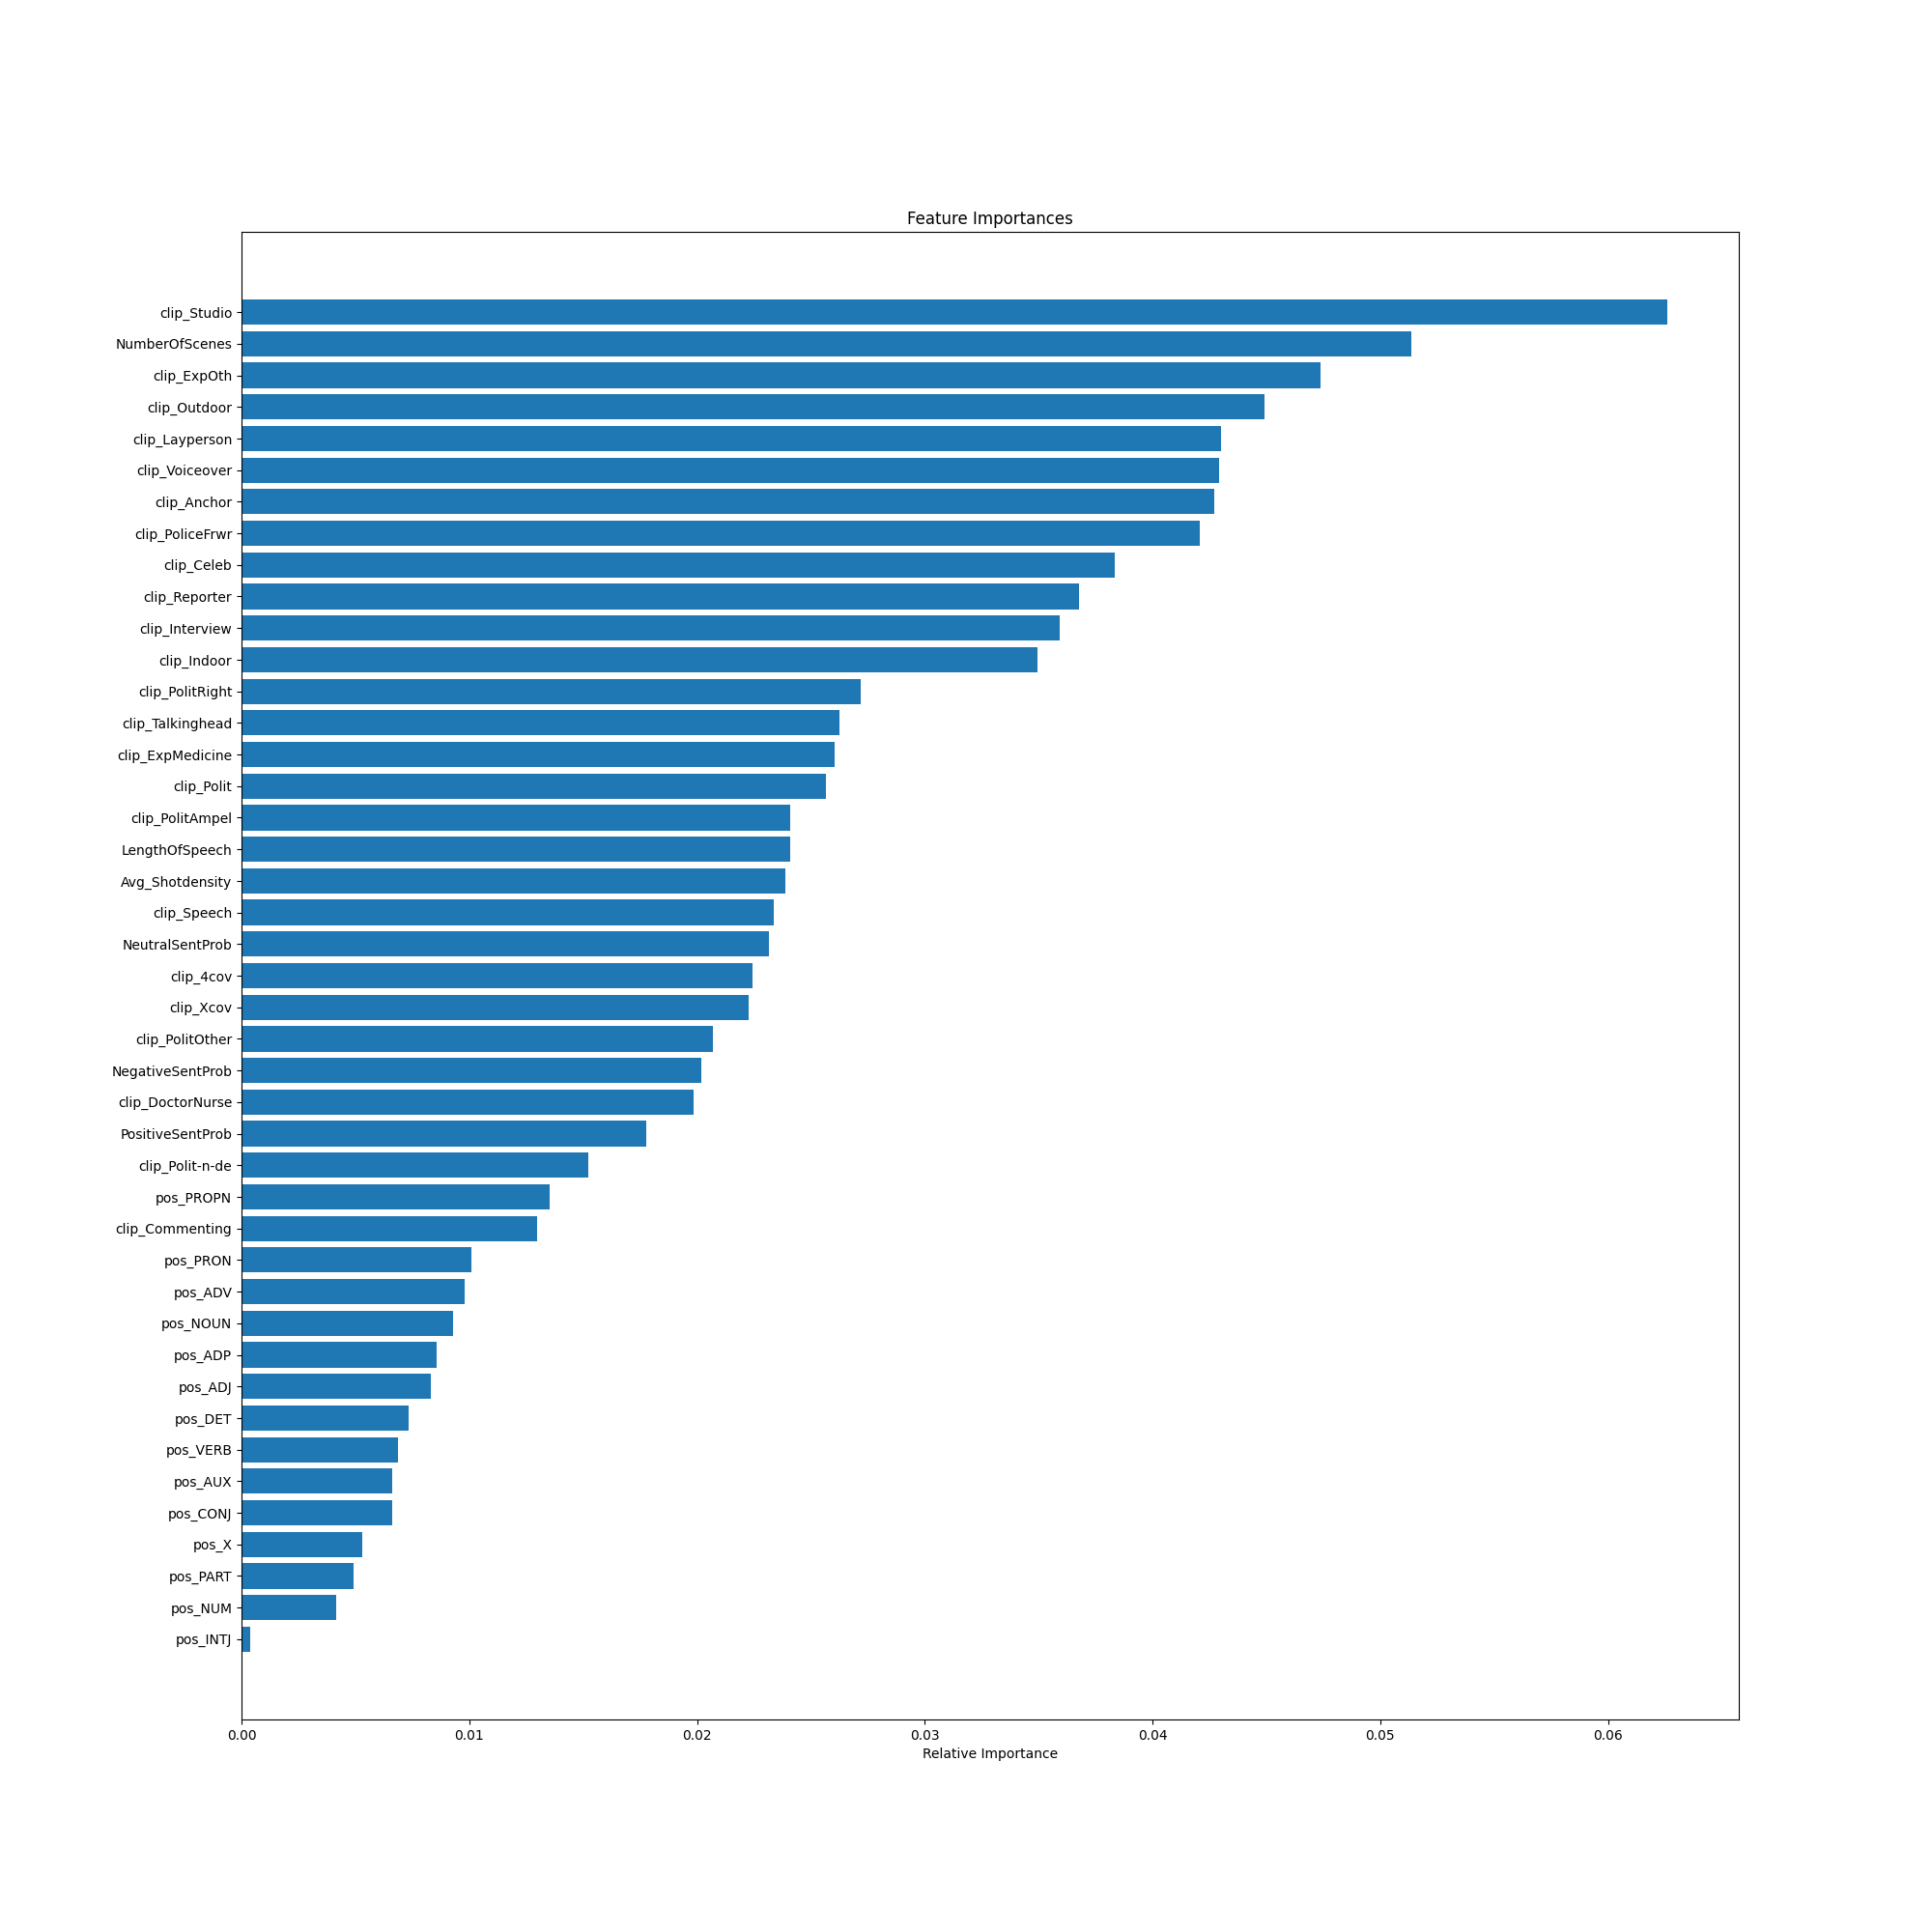 Feature Importances
clip_Studio
NumberOfScenes
clip_ExpOth
clip_Outdoor
clip_Layperson
clip_Voiceover
clip_Anchor
clip_PoliceFrwr
clip_Celeb
clip_Reporter
clip_Interview
clip_Indoor
clip_PolitRight
clip_Talkinghead
clip_ExpMedicine
clip_Polit
clip_PolitAmpel
LengthOfSpeech
Avg_Shotdensity
clip_Speech
NeutralSentProb
clip_4cov
clip_Xcov
clip_PolitOther
NegativeSentProb
clip_DoctorNurse
PositiveSentProb
clip_Polit-n-de
pos_PROPN
clip_Commenting
pos_PRON
pos_ADV
pos_NOUN
pos_ADP
pos_ADJ
pos_DET
pos_VERB
pos_AUX
pos_CONJ
pos_X
pos_PART
pos_NUM
pos_INTJ
0.00 0.01 0.02 0.03 0.04 0.05 0.06
Relative Importance